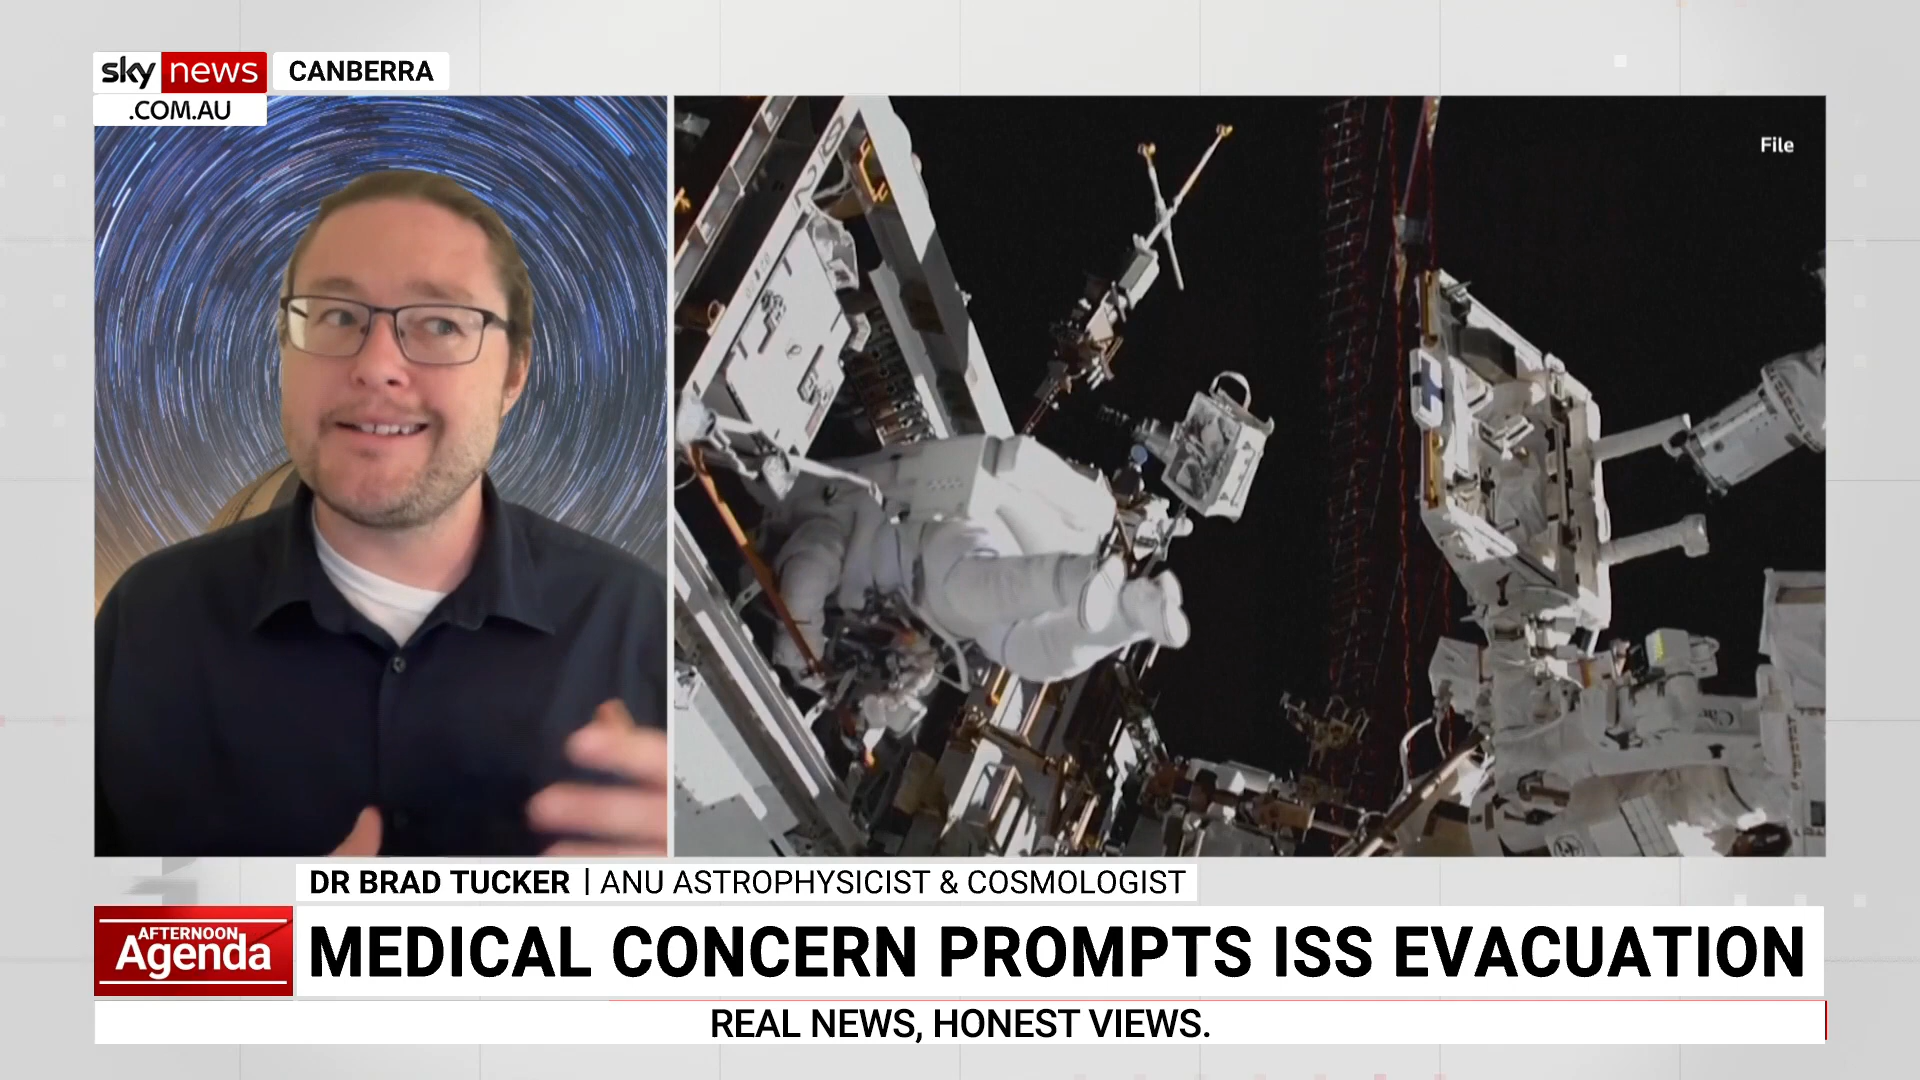 sky news
CANBERRA
.COM.AU
File
DR BRAD TUCKER | ANU ASTROPHYSICIST & COSMOLOGIST
AFTERNOON
Agenda
MEDICAL CONCERN PROMPTS ISS EVACUATION
REAL NEWS, HONEST VIEWS.